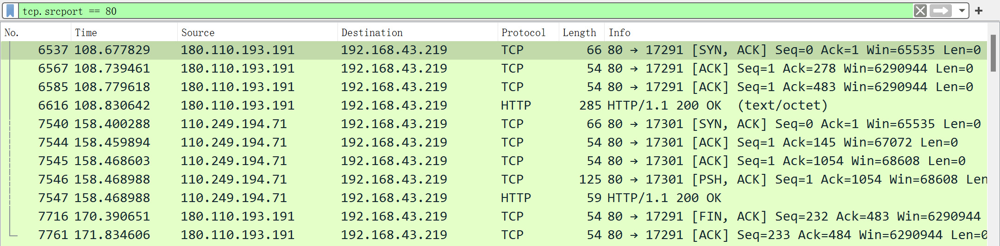 tcp.srcport == 80
No. Time Source Destination Protocol Length Info
6537 108.677829 180.110.193.191 192.168.43.219 TCP 66 80 → 17291 [SYN, ACK] Seq=0 Ack=1 Win=65535 Len=0
6567 108.739461 180.110.193.191 192.168.43.219 TCP 54 80 → 17291 [ACK] Seq=1 Ack=278 Win=6290944 Len=0
6585 108.779618 180.110.193.191 192.168.43.219 TCP 54 80 → 17291 [ACK] Seq=1 Ack=483 Win=6290944 Len=0
6616 108.830642 180.110.193.191 192.168.43.219 HTTP 285 HTTP/1.1 200 OK (text/octet)
7540 158.400288 110.249.194.71 192.168.43.219 TCP 66 80 → 17301 [SYN, ACK] Seq=0 Ack=1 Win=65535 Len=0
7544 158.459894 110.249.194.71 192.168.43.219 TCP 54 80 → 17301 [ACK] Seq=1 Ack=145 Win=67072 Len=0
7545 158.468603 110.249.194.71 192.168.43.219 TCP 54 80 → 17301 [ACK] Seq=1 Ack=1054 Win=68608 Len=0
7546 158.468988 110.249.194.71 192.168.43.219 TCP 125 80 → 17301 [PSH, ACK] Seq=1 Ack=1054 Win=68608 Len
7547 158.468988 110.249.194.71 192.168.43.219 HTTP 59 HTTP/1.1 200 OK
7716 170.390651 180.110.193.191 192.168.43.219 TCP 54 80 → 17291 [FIN, ACK] Seq=232 Ack=483 Win=6290944
7761 171.834606 180.110.193.191 192.168.43.219 TCP 54 80 → 17291 [ACK] Seq=233 Ack=484 Win=6290944 Len=0